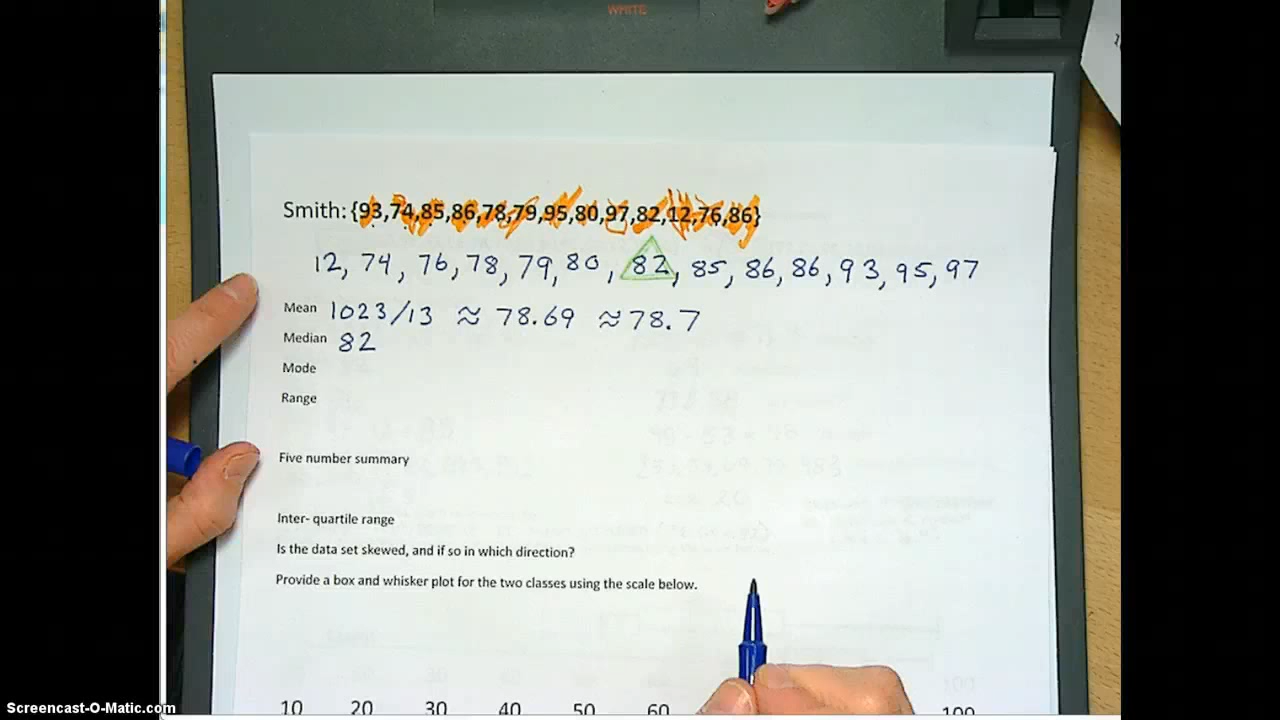 WHITE
Smith: {93,74,85,86,78,79,95,80,97,82,12,76,86}
12, 74, 76, 78, 79, 80, 82, 85, 86, 86, 93, 95, 97
Mean 1023/13 ≈ 78.69 ≈ 78.7
Median 82
Mode
Range
Five number summary
Inter- quartile range
Is the data set skewed, and if so in which direction?
Provide a box and whisker plot for the two classes using the scale below.
10 20 30 40 50 60 100
Screencast-O-Matic.com